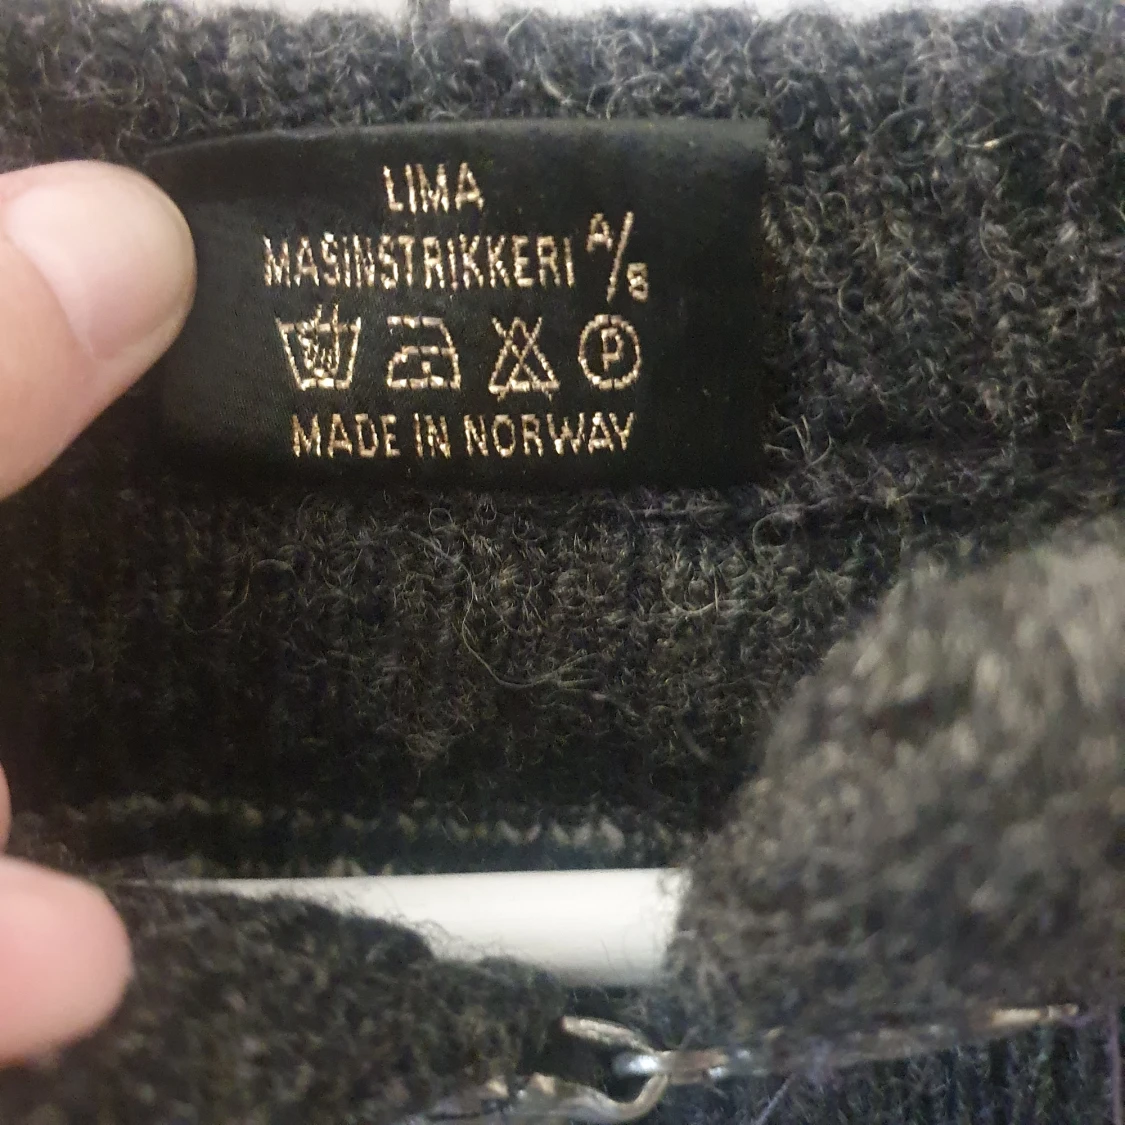 LIMA
MASINSTRIKKERI A/S
P
MADE IN NORWAY